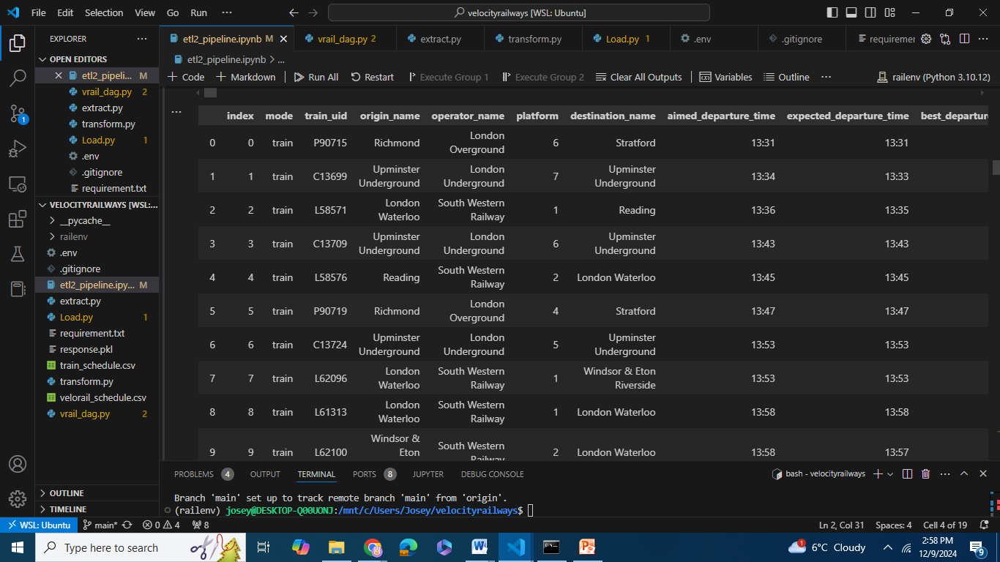 File Edit Selection View Go Run ··· velocityrailways [WSL: Ubuntu]
EXPLORER ···
OPEN EDITORS
etl2_pipeli... M
vrail_dag.py 2
extract.py
transform.py
Load.py 1
.env
.gitignore
requirement.txt
VELOCITYRAILWAYS [WSL:...
__pycache__
railenv
.env
.gitignore
etl2_pipeline.ipy... M
extract.py
Load.py 1
requirement.txt
response.pkl
train_schedule.csv
transform.py
velorail_schedule.csv
vrail_dag.py 2
OUTLINE
TIMELINE
1
etl2_pipeline.ipynb M vrail_dag.py 2 extract.py transform.py Load.py 1 .env .gitignore requiremer ···
etl2_pipeline.ipynb > ...
Code Markdown Run All Restart Execute Group 1 Execute Group 2 Clear All Outputs Variables Outline ··· railenv (Python 3.10.12)
···
index mode train_uid origin_name operator_name platform destination_name aimed_departure_time expected_departure_time best_departure
0 0 train P90715 Richmond London Overground 6 Stratford 13:31 13:31
1 1 train C13699 Upminster Underground London Underground 7 Upminster Underground 13:34 13:33
2 2 train L58571 London Waterloo South Western Railway 1 Reading 13:36 13:35
3 3 train C13709 Upminster Underground London Underground 6 Upminster Underground 13:43 13:43
4 4 train L58576 Reading South Western Railway 2 London Waterloo 13:45 13:45
5 5 train P90719 Richmond London Overground 4 Stratford 13:47 13:47
6 6 train C13724 Upminster Underground London Underground 5 Upminster Underground 13:53 13:53
7 7 train L62096 London Waterloo South Western Railway 1 Windsor & Eton Riverside 13:53 13:53
8 8 train L61313 London Waterloo South Western Railway 1 London Waterloo 13:58 13:58
9 9 train L62100 Windsor & Eton South Western Railway 2 London Waterloo 13:58 13:57
PROBLEMS 4 OUTPUT TERMINAL PORTS 8 JUPYTER DEBUG CONSOLE bash - velocityrailways ···
Branch 'main' set up to track remote branch 'main' from 'origin'.
(railenv) josey@DESKTOP-Q00UONJ:/mnt/c/Users/Josey/velocityrailways$
WSL: Ubuntu main* 0 4 8 Ln 2, Col 31 Spaces: 4 Cell 4 of 19
Type here to search 1 6°C Cloudy 2:58 PM
12/9/2024 9